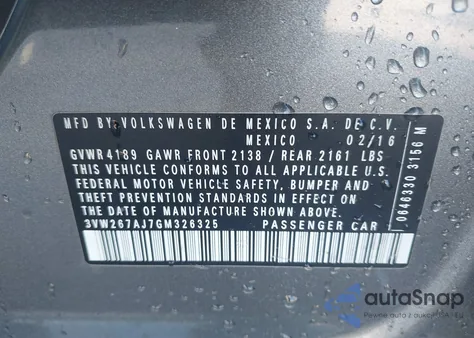 MFD BY VOLKSWAGEN DE MEXICO S.A. DE C.V.
MEXICO 02/16
GVWR 4189 GAWR FRONT 2138 / REAR 2161 LBS
THIS VEHICLE CONFORMS TO ALL APPLICABLE U.S.
FEDERAL MOTOR VEHICLE SAFETY, BUMPER AND
THEFT PREVENTION STANDARDS IN EFFECT ON
THE DATE OF MANUFACTURE SHOWN ABOVE.
3VW267AJ7GM326325 PASSENGER CAR
0646330 3156 M
autoSnap